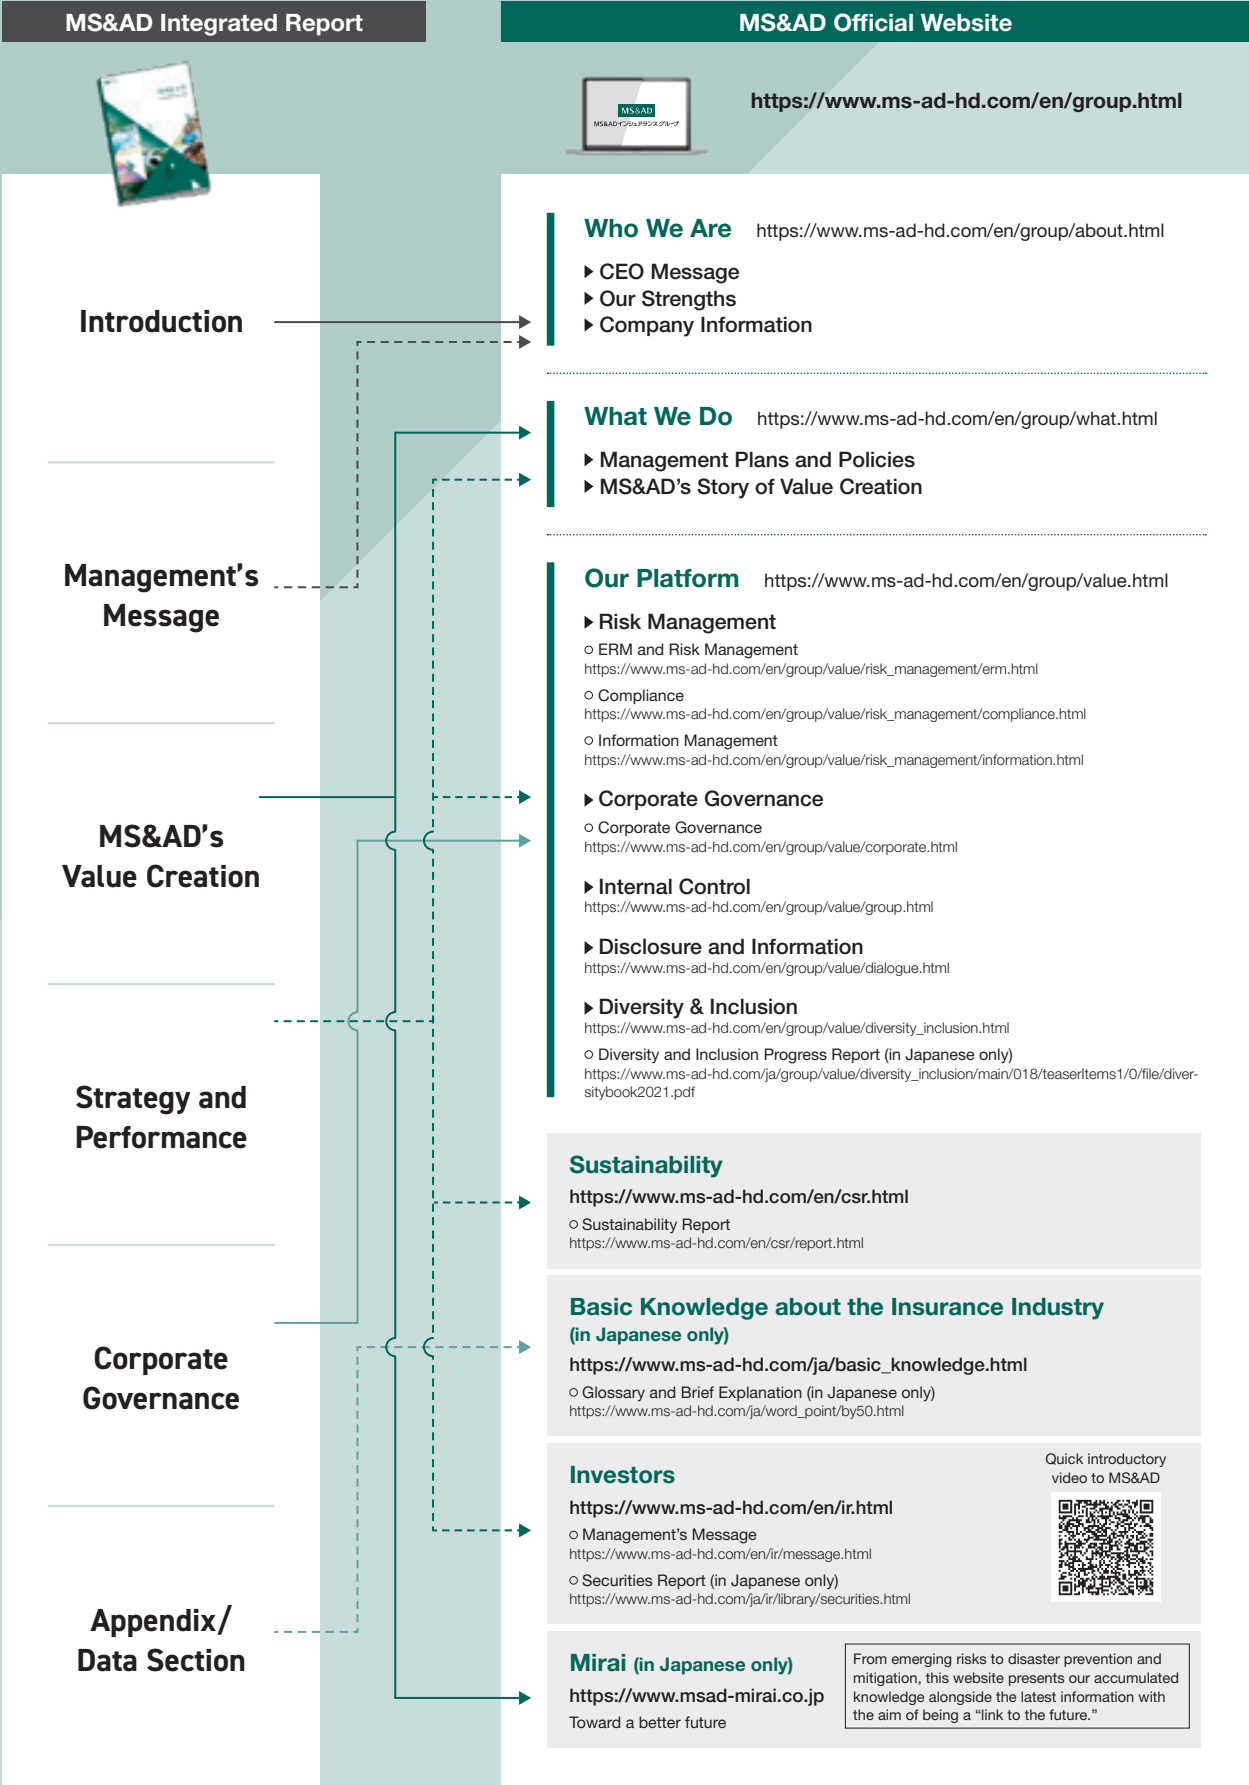 MS&AD Integrated Report
MS&AD Official Website
MS&AD
MS&ADインシュアランス グループ
https://www.ms-ad-hd.com/en/group.html
Introduction
Management's
Message
MS&AD's
Value Creation
Strategy and
Performance
Corporate
Governance
Appendix/
Data Section
Who We Are https://www.ms-ad-hd.com/en/group/about.html
CEO Message
Our Strengths
Company Information
What We Do https://www.ms-ad-hd.com/en/group/what.html
Management Plans and Policies
MS&AD's Story of Value Creation
Our Platform https://www.ms-ad-hd.com/en/group/value.html
Risk Management
ERM and Risk Management
https://www.ms-ad-hd.com/en/group/value/risk_management/erm.html
Compliance
https://www.ms-ad-hd.com/en/group/value/risk_management/compliance.html
Information Management
https://www.ms-ad-hd.com/en/group/value/risk_management/information.html
Corporate Governance
Corporate Governance
https://www.ms-ad-hd.com/en/group/value/corporate.html
Internal Control
https://www.ms-ad-hd.com/en/group/value/group.html
Disclosure and Information
https://www.ms-ad-hd.com/en/group/value/dialogue.html
Diversity & Inclusion
https://www.ms-ad-hd.com/en/group/value/diversity_inclusion.html
Diversity and Inclusion Progress Report (in Japanese only)
https://www.ms-ad-hd.com/ja/group/value/diversity_inclusion/main/018/teaserItems1/0/file/diver-
sitybook2021.pdf
Sustainability
https://www.ms-ad-hd.com/en/csr.html
Sustainability Report
https://www.ms-ad-hd.com/en/csr/report.html
Basic Knowledge about the Insurance Industry
(in Japanese only)
https://www.ms-ad-hd.com/ja/basic_knowledge.html
Glossary and Brief Explanation (in Japanese only)
https://www.ms-ad-hd.com/ja/word_point/by50.html
Investors
https://www.ms-ad-hd.com/en/ir.html
Management's Message
https://www.ms-ad-hd.com/en/ir/message.html
Securities Report (in Japanese only)
https://www.ms-ad-hd.com/ja/ir/library/securities.html
Quick introductory
video to MS&AD
Mirai (in Japanese only)
https://www.msad-mirai.co.jp
Toward a better future
From emerging risks to disaster prevention and
mitigation, this website presents our accumulated
knowledge alongside the latest information with
the aim of being a "link to the future."